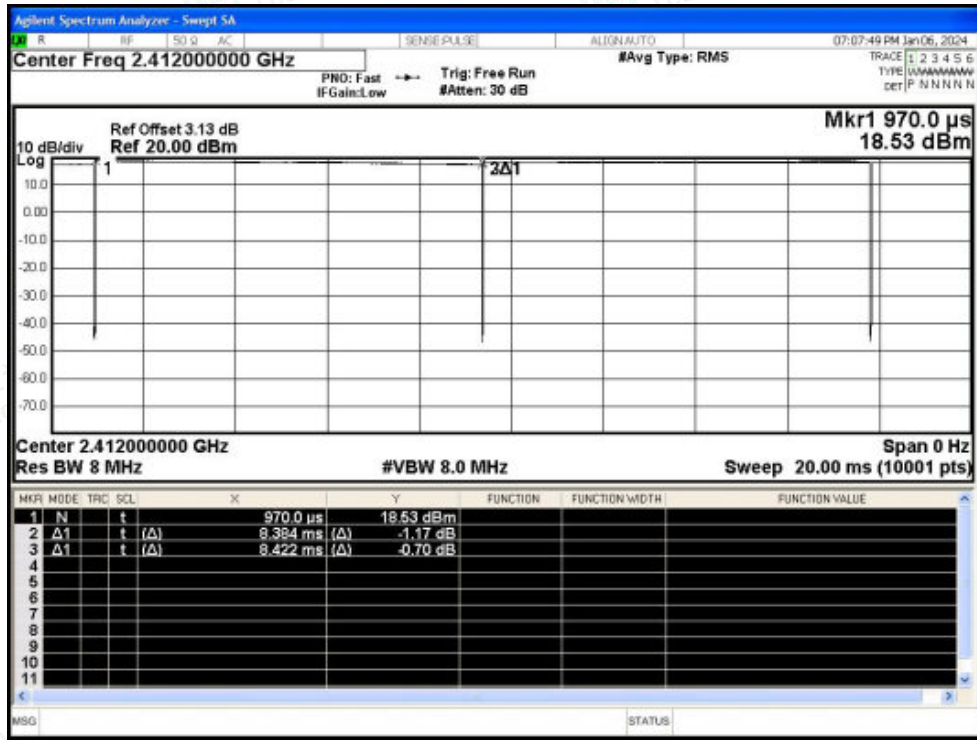 Agilent Spectrum Analyzer - Swept SA
R RF 50 Ω AC SENSE:PULSE ALIGNAUTO 07:07:49 PM Jan 06, 2024
Center Freq 2.412000000 GHz #Avg Type: RMS TRACE 1 2 3 4 5 6
PNO: Fast Trig: Free Run TYPE
IFGain:Low #Atten: 30 dB DET P N N N N N
Mkr1 970.0 µs
Ref Offset 3.13 dB
10 dB/div Ref 20.00 dBm 18.53 dBm
Log
1 3Δ1
10.0
0.00
-10.0
-20.0
-30.0
-40.0
-50.0
-60.0
-70.0
Center 2.412000000 GHz Span 0 Hz
Res BW 8 MHz #VBW 8.0 MHz Sweep 20.00 ms (10001 pts)
MKR MODE TRC SCL X Y FUNCTION FUNCTION WIDTH FUNCTION VALUE
1 N t 970.0 µs 18.53 dBm
2 Δ1 t (Δ) 8.384 ms (Δ) -1.17 dB
3 Δ1 t (Δ) 8.422 ms (Δ) -0.70 dB
4
5
6
7
8
9
10
11
MSG STATUS